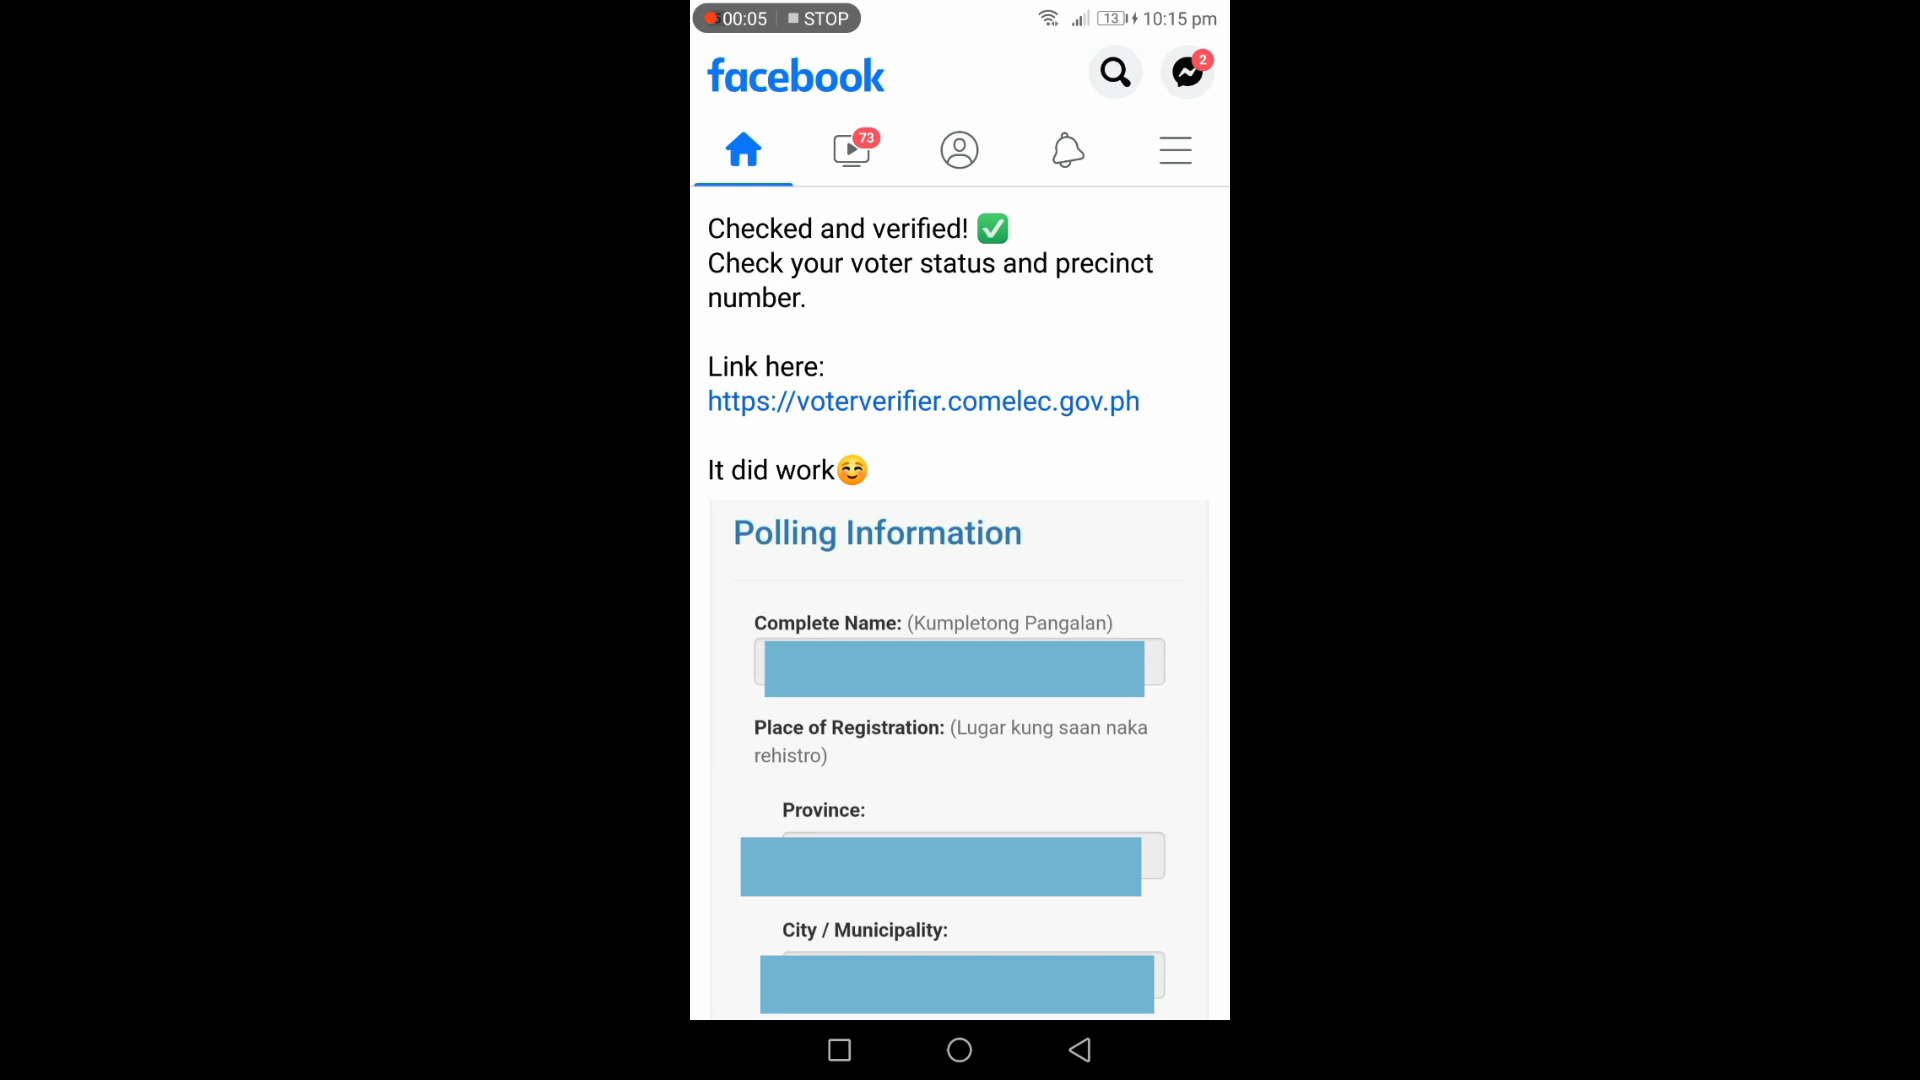 00:05 STOP 13 10:15 pm
facebook
2
73
Checked and verified! ✅
Check your voter status and precinct
number.
Link here:
https://voterverifier.comelec.gov.ph
It did work☺️
Polling Information
Complete Name: (Kumpletong Pangalan)
Place of Registration: (Lugar kung saan naka
rehistro)
Province:
City / Municipality: